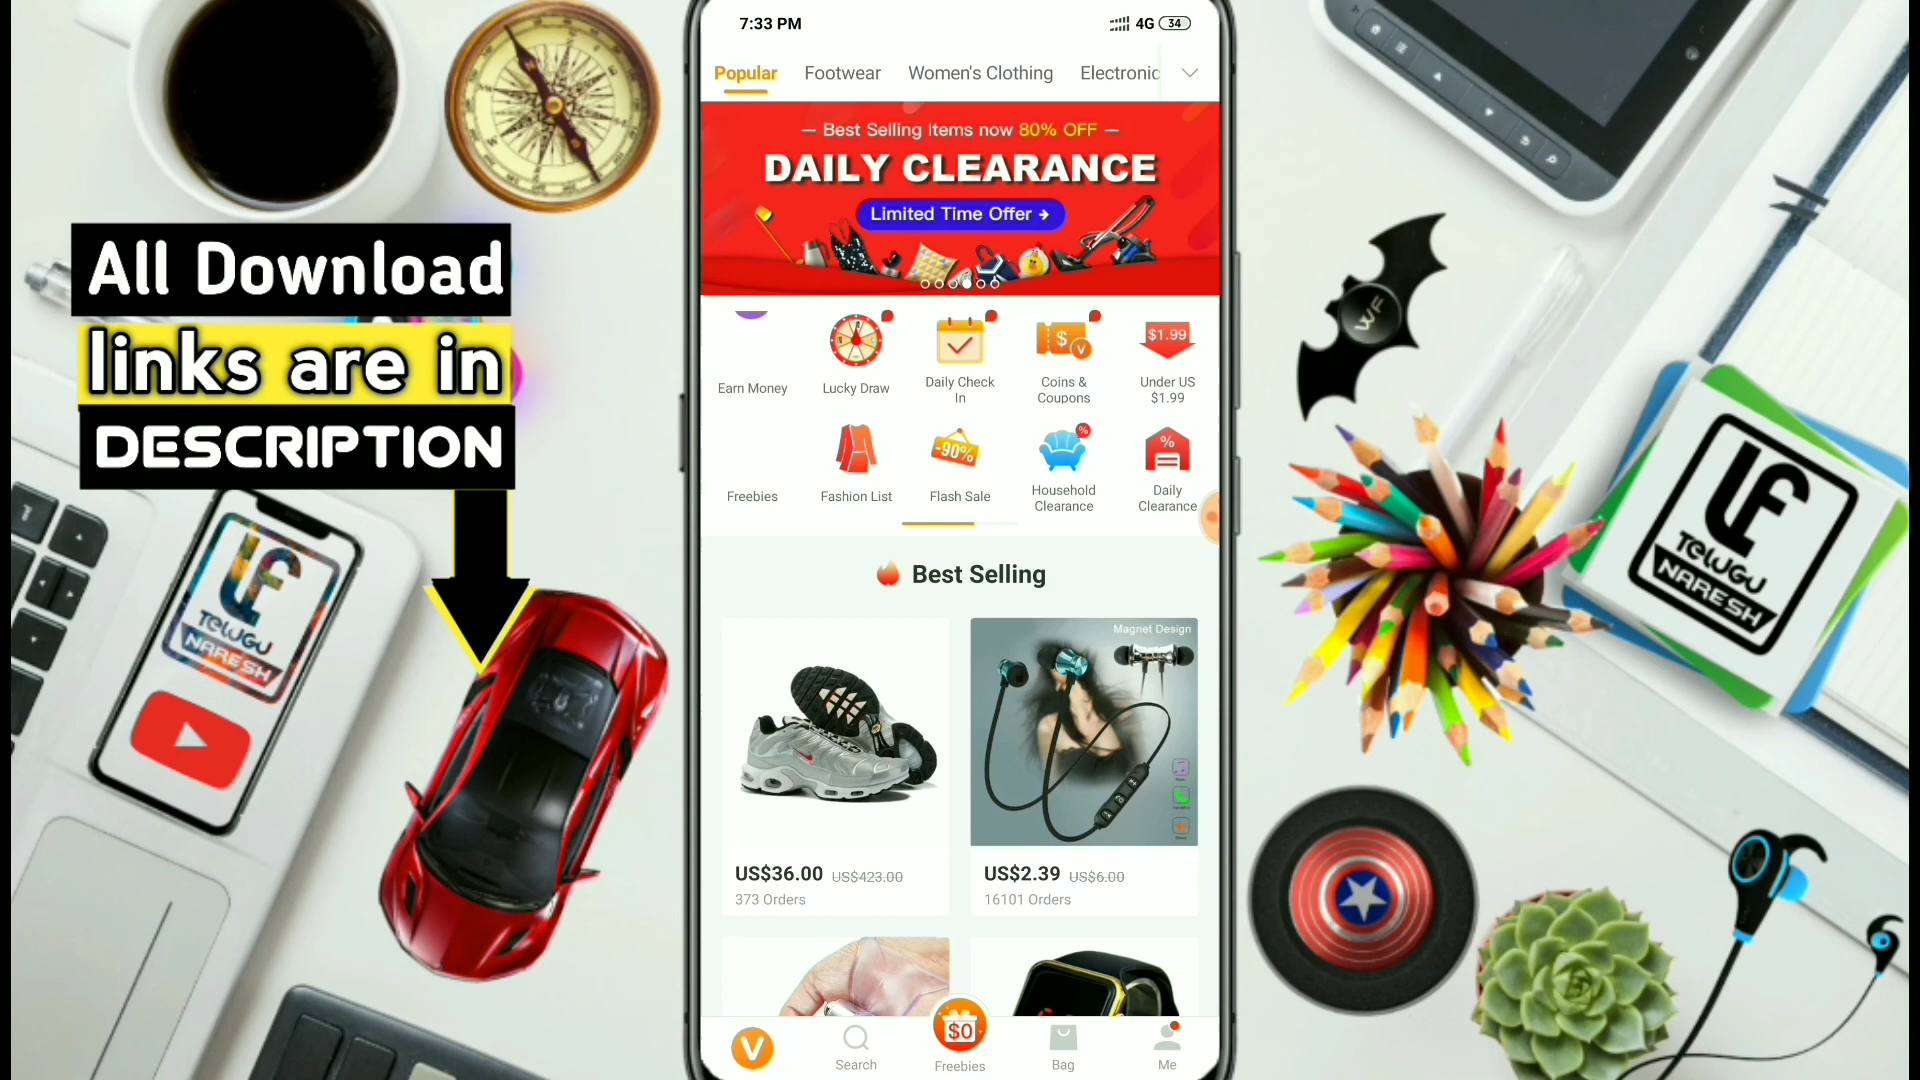 7:33 PM
4G 34
Popular Footwear Women's Clothing Electronic
— Best Selling Items now 80% OFF —
DAILY CLEARANCE
Limited Time Offer
Earn Money
Lucky Draw
Daily Check
In
$
V
Coins &
Coupons
$1.99
Under US
$1.99
Freebies
Fashion List
-90%
Flash Sale
%
Household
Clearance
%
Daily
Clearance
Best Selling
Magnet Design
US$36.00 US$423.00
373 Orders
US$2.39 US$6.00
16101 Orders
V
Search
$0
Freebies
Bag
Me
All Download
links are in
DESCRIPTION
LF
TELUGU
NARESH
WF
LF
TELUGU
NARESH